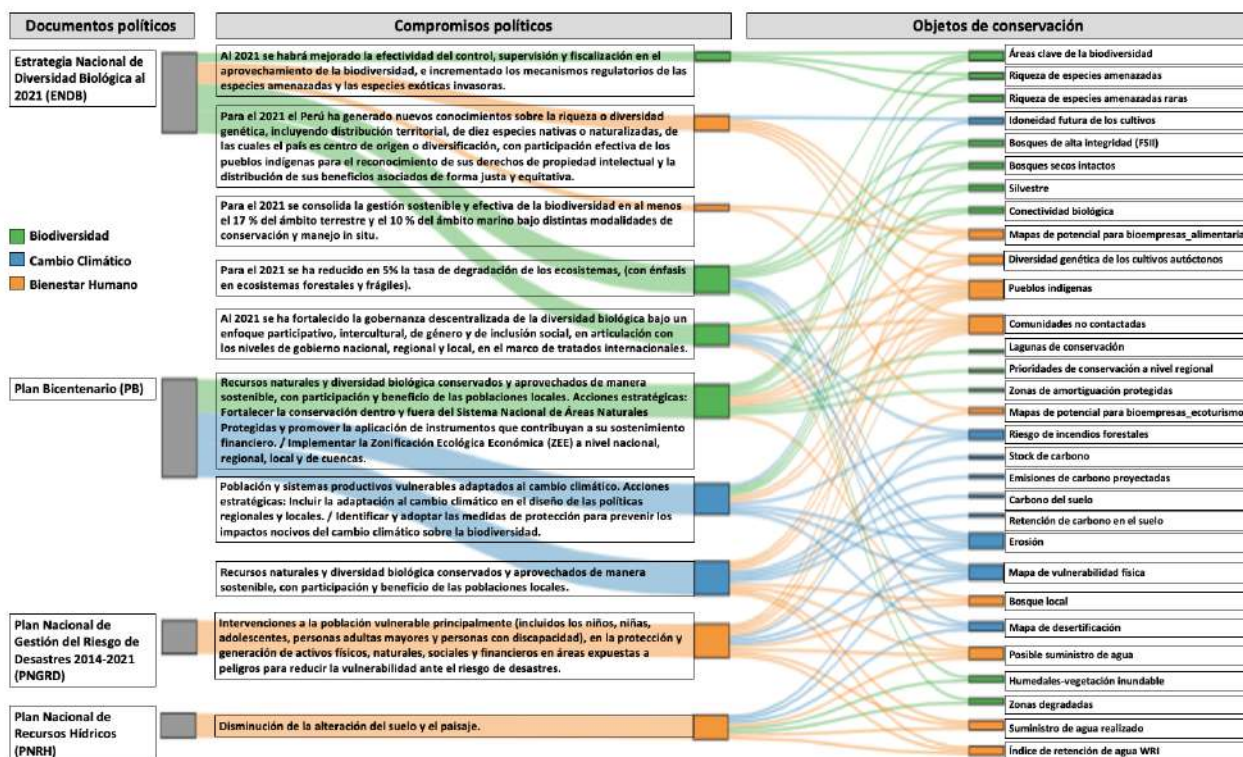 Documentos políticos
Compromisos políticos
Objetos de conservación
Estrategia Nacional de
Diversidad Biológica al
2021 (ENDB)
Biodiversidad
Cambio Climático
Bienestar Humano
Plan Bicentenario (PB)
Plan Nacional de
Gestión del Riesgo de
Desastres 2014-2021
(PNGRD)
Plan Nacional de
Recursos Hídricos
(PNRH)
Al 2021 se habrá mejorado la efectividad del control, supervisión y fiscalización en el
aprovechamiento de la biodiversidad, e incrementado los mecanismos regulatorios de las
especies amenazadas y las especies exóticas invasoras.
Para el 2021 el Perú ha generado nuevos conocimientos sobre la riqueza o diversidad
genética, incluyendo distribución territorial, de diez especies nativas o naturalizadas, de
las cuales el país es centro de origen o diversificación, con participación efectiva de los
pueblos indígenas para el reconocimiento de sus derechos de propiedad intelectual y la
distribución de sus beneficios asociados de forma justa y equitativa.
Para el 2021 se consolida la gestión sostenible y efectiva de la biodiversidad en al menos
el 17 % del ámbito terrestre y el 10 % del ámbito marino bajo distintas modalidades de
conservación y manejo in situ.
Para el 2021 se ha reducido en 5% la tasa de degradación de los ecosistemas, (con énfasis
en ecosistemas forestales y frágiles).
Al 2021 se ha fortalecido la gobernanza descentralizada de la diversidad biológica bajo un
enfoque participativo, intercultural, de género y de inclusión social, en articulación con
los niveles de gobierno nacional, regional y local, en el marco de tratados internacionales.
Recursos naturales y diversidad biológica conservados y aprovechados de manera
sostenible, con participación y beneficio de las poblaciones locales. Acciones estratégicas:
Fortalecer la conservación dentro y fuera del Sistema Nacional de Áreas Naturales
Protegidas y promover la aplicación de instrumentos que contribuyan a su sostenimiento
financiero. / Implementar la Zonificación Ecológica Económica (ZEE) a nivel nacional,
regional, local y de cuencas.
Población y sistemas productivos vulnerables adaptados al cambio climático. Acciones
estratégicas: Incluir la adaptación al cambio climático en el diseño de las políticas
regionales y locales. / Identificar y adoptar las medidas de protección para prevenir los
impactos nocivos del cambio climático sobre la biodiversidad.
Recursos naturales y diversidad biológica conservados y aprovechados de manera
sostenible, con participación y beneficio de las poblaciones locales.
Intervenciones a la población vulnerable principalmente (incluidos los niños, niñas,
adolescentes, personas adultas mayores y personas con discapacidad), en la protección y
generación de activos físicos, naturales, sociales y financieros en áreas expuestas a
peligros para reducir la vulnerabilidad ante el riesgo de desastres.
Disminución de la alteración del suelo y el paisaje.
Áreas clave de la biodiversidad
Riqueza de especies amenazadas
Riqueza de especies amenazadas raras
Idoneidad futura de los cultivos
Bosques de alta integridad (FSII)
Bosques secos intactos
Silvestre
Conectividad biológica
Mapas de potencial para bioempresas_alimentaria
Diversidad genética de los cultivos autóctonos
Pueblos indígenas
Comunidades no contactadas
Lagunas de conservación
Prioridades de conservación a nivel regional
Zonas de amortiguación protegidas
Mapas de potencial para bioempresas_ecoturismo
Riesgo de incendios forestales
Stock de carbono
Emisiones de carbono proyectadas
Carbono del suelo
Retención de carbono en el suelo
Erosión
Mapa de vulnerabilidad física
Bosque local
Mapa de desertificación
Posible suministro de agua
Humedales-vegetación inundable
Zonas degradadas
Suministro de agua realizado
Índice de retención de agua WRI